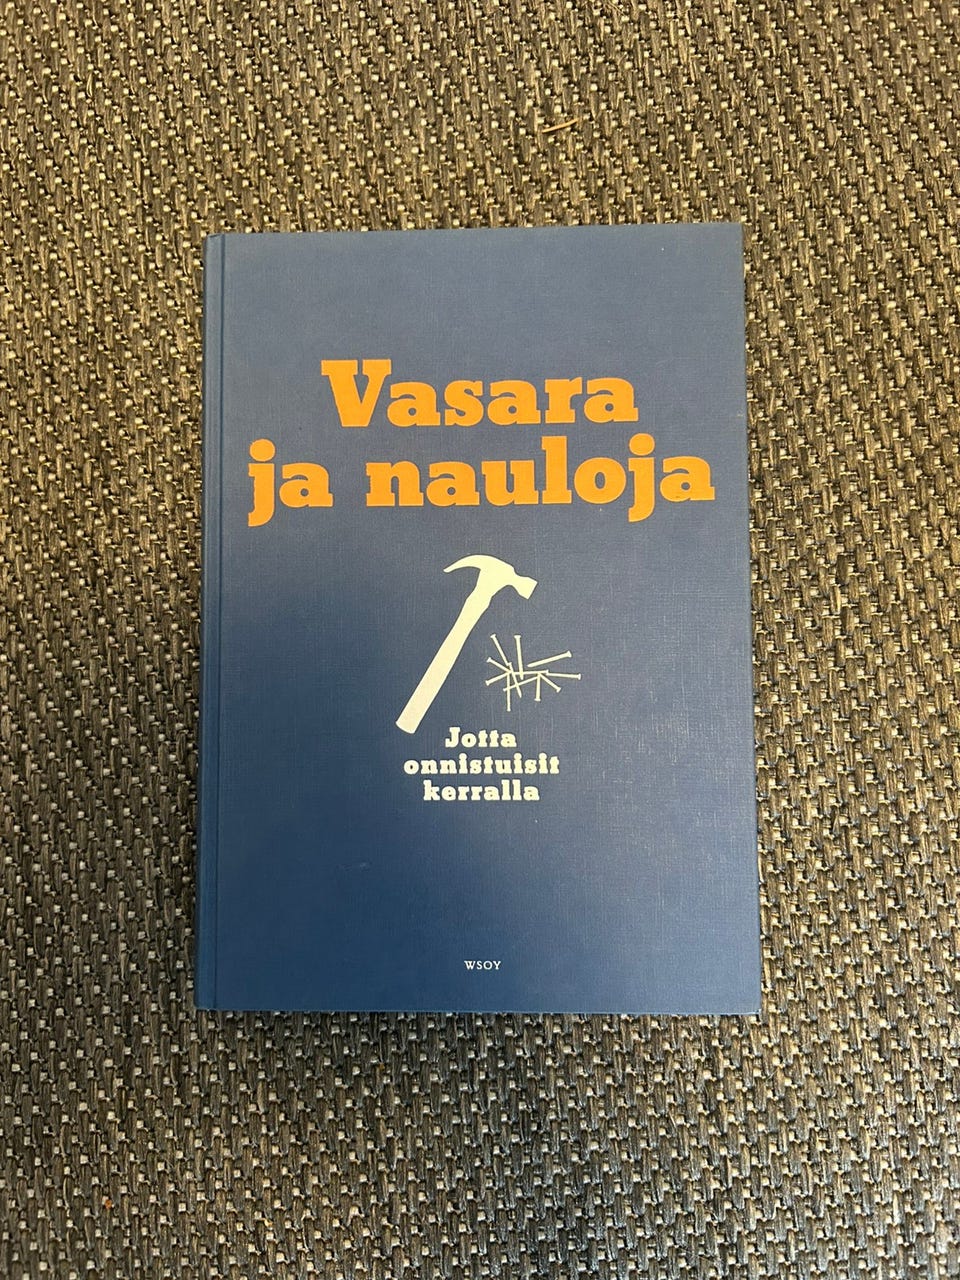 Vasara
ja nauloja
Jotta
onnistuisit
kerralla
WSOY